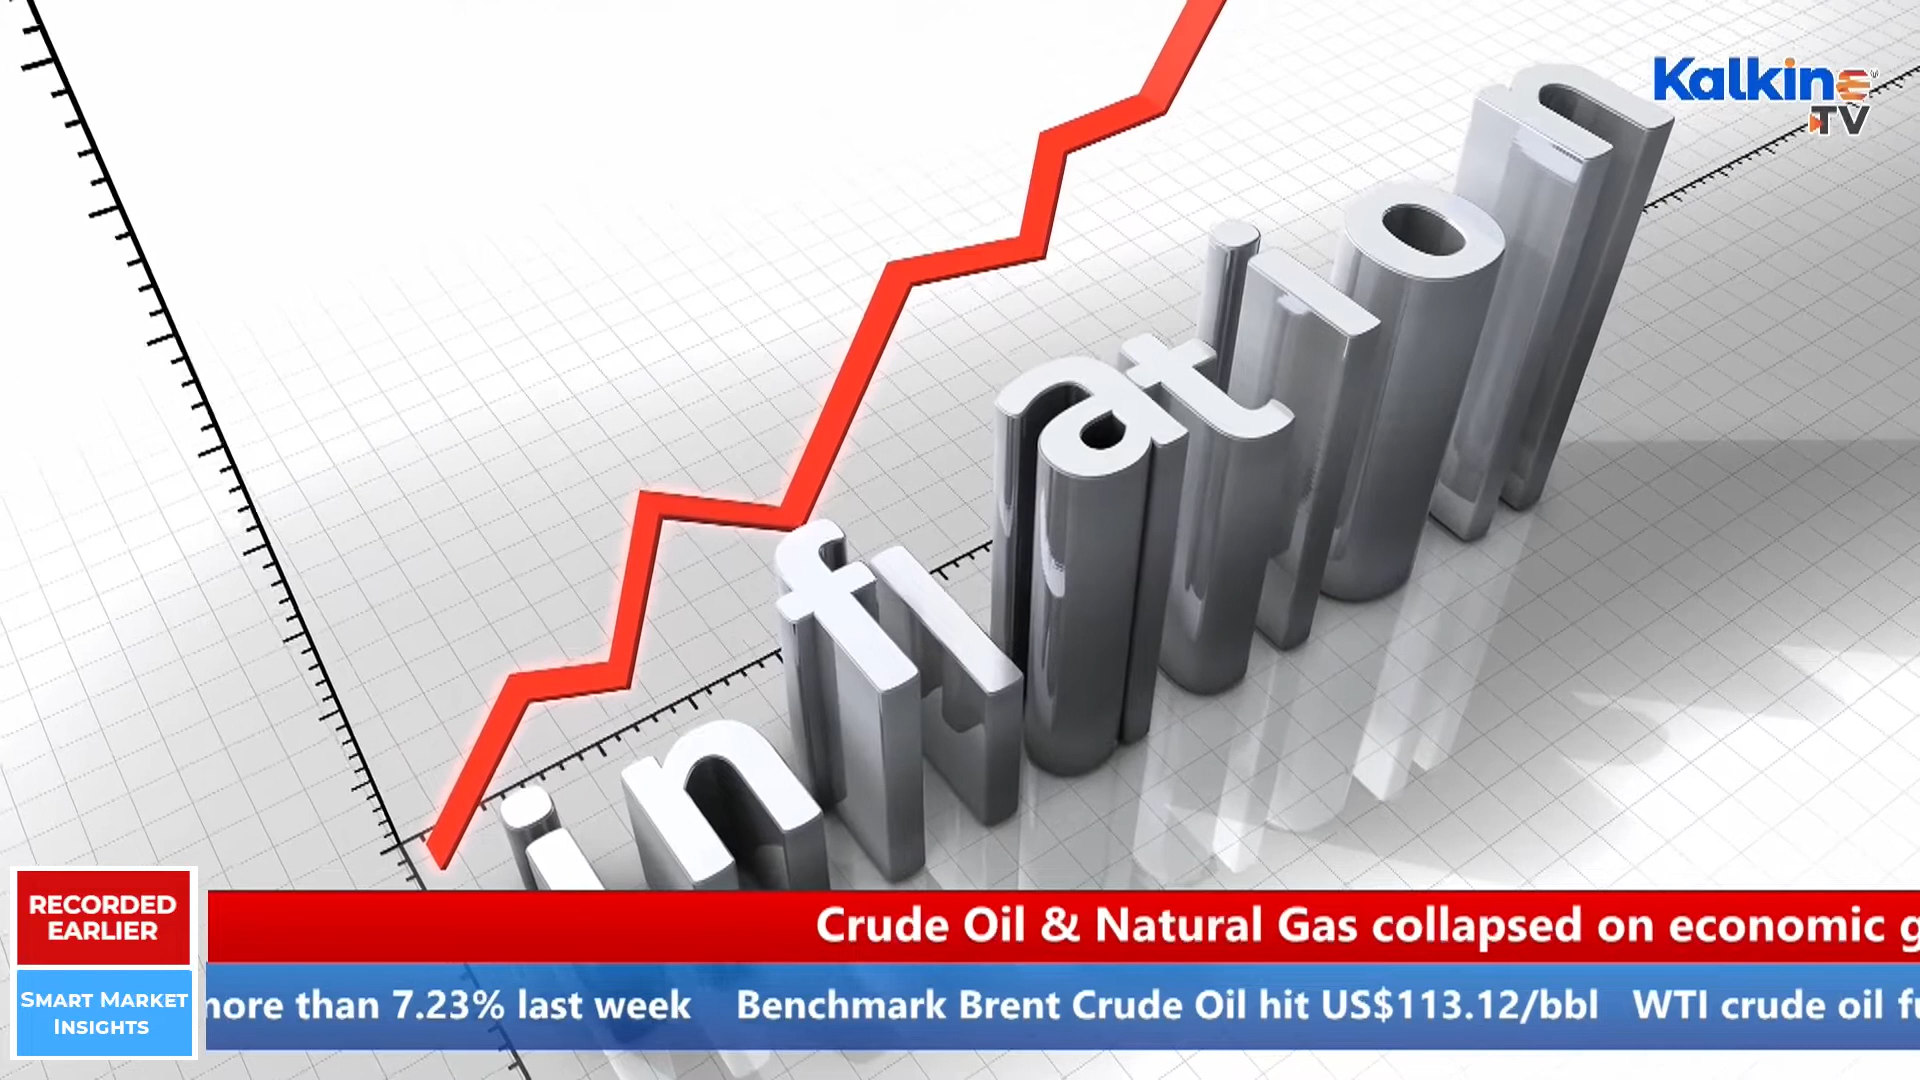 Kalkine
TV
inflation
RECORDED
EARLIER
Crude Oil & Natural Gas collapsed on economic
SMART MARKET
INSIGHTS
more than 7.23% last week Benchmark Brent Crude Oil hit US$113.12/bbl WTI crude oil